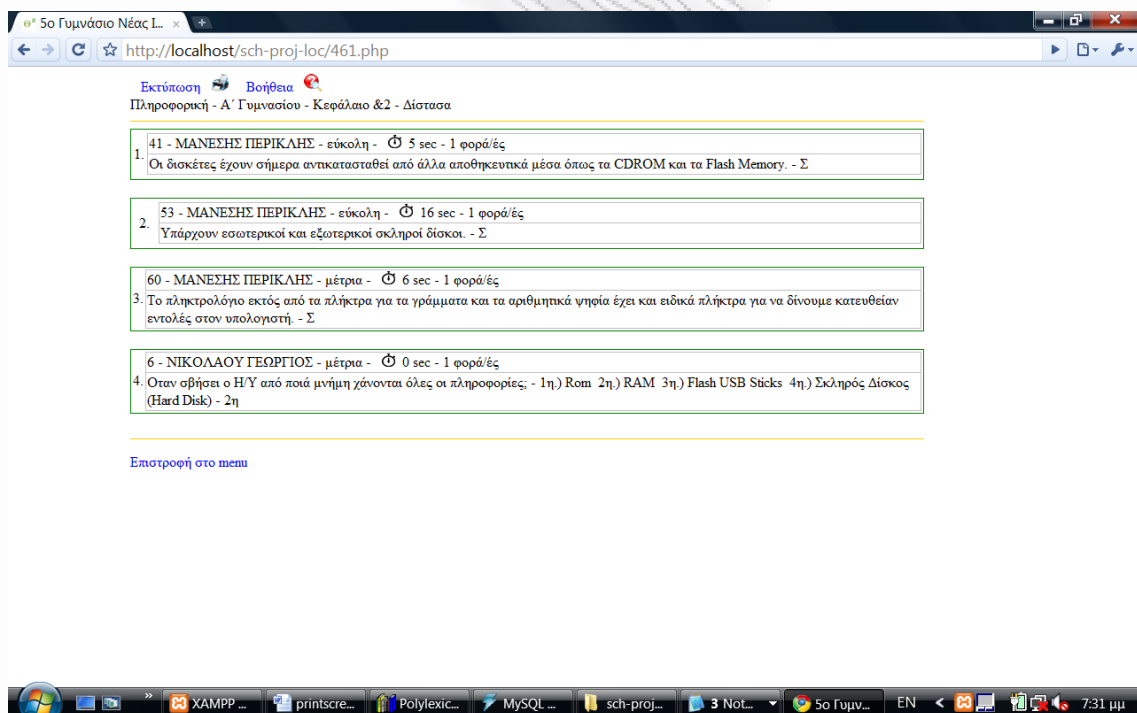 5ο Γυμνάσιο Νέας Ι...
http://localhost/sch-proj-loc/461.php
Εκτύπωση Βοήθεια
Πληροφορική - Α΄ Γυμνασίου - Κεφάλαιο &2 - Δίστασα
41 - ΜΑΝΕΣΗΣ ΠΕΡΙΚΛΗΣ - εύκολη - 5 sec - 1 φορά/ές
1. Οι δισκέτες έχουν σήμερα αντικατασταθεί από άλλα αποθηκευτικά μέσα όπως τα CDROM και τα Flash Memory. - Σ
53 - ΜΑΝΕΣΗΣ ΠΕΡΙΚΛΗΣ - εύκολη - 16 sec - 1 φορά/ές
2. Υπάρχουν εσωτερικοί και εξωτερικοί σκληροί δίσκοι. - Σ
60 - ΜΑΝΕΣΗΣ ΠΕΡΙΚΛΗΣ - μέτρια - 6 sec - 1 φορά/ές
3. Το πληκτρολόγιο εκτός από τα πλήκτρα για τα γράμματα και τα αριθμητικά ψηφία έχει και ειδικά πλήκτρα για να δίνουμε κατευθείαν
εντολές στον υπολογιστή. - Σ
6 - ΝΙΚΟΛΑΟΥ ΓΕΩΡΓΙΟΣ - μέτρια - 0 sec - 1 φορά/ές
4. Οταν σβήσει ο Η/Υ από ποιά μνήμη χάνονται όλες οι πληροφορίες; - 1η.) Rom 2η.) RAM 3η.) Flash USB Sticks 4η.) Σκληρός Δίσκος
(Hard Disk) - 2η
Επιστροφή στο menu
XAMPP ... printscre... Polylexic... MySQL ... sch-proj... 3 Not... 5ο Γυμν... EN 7:31 μμ